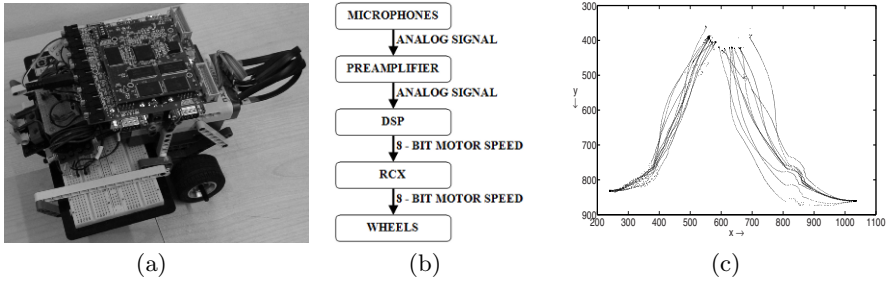 MICROPHONES
ANALOG SIGNAL
PREAMPLIFIER
ANALOG SIGNAL
DSP
8 - BIT MOTOR SPEED
RCX
8 - BIT MOTOR SPEED
WHEELS
300
400
500
600
700
800
900
← y
200
300
400
500
600
700
800
900
1000
1100
x →
(a)
(b)
(c)